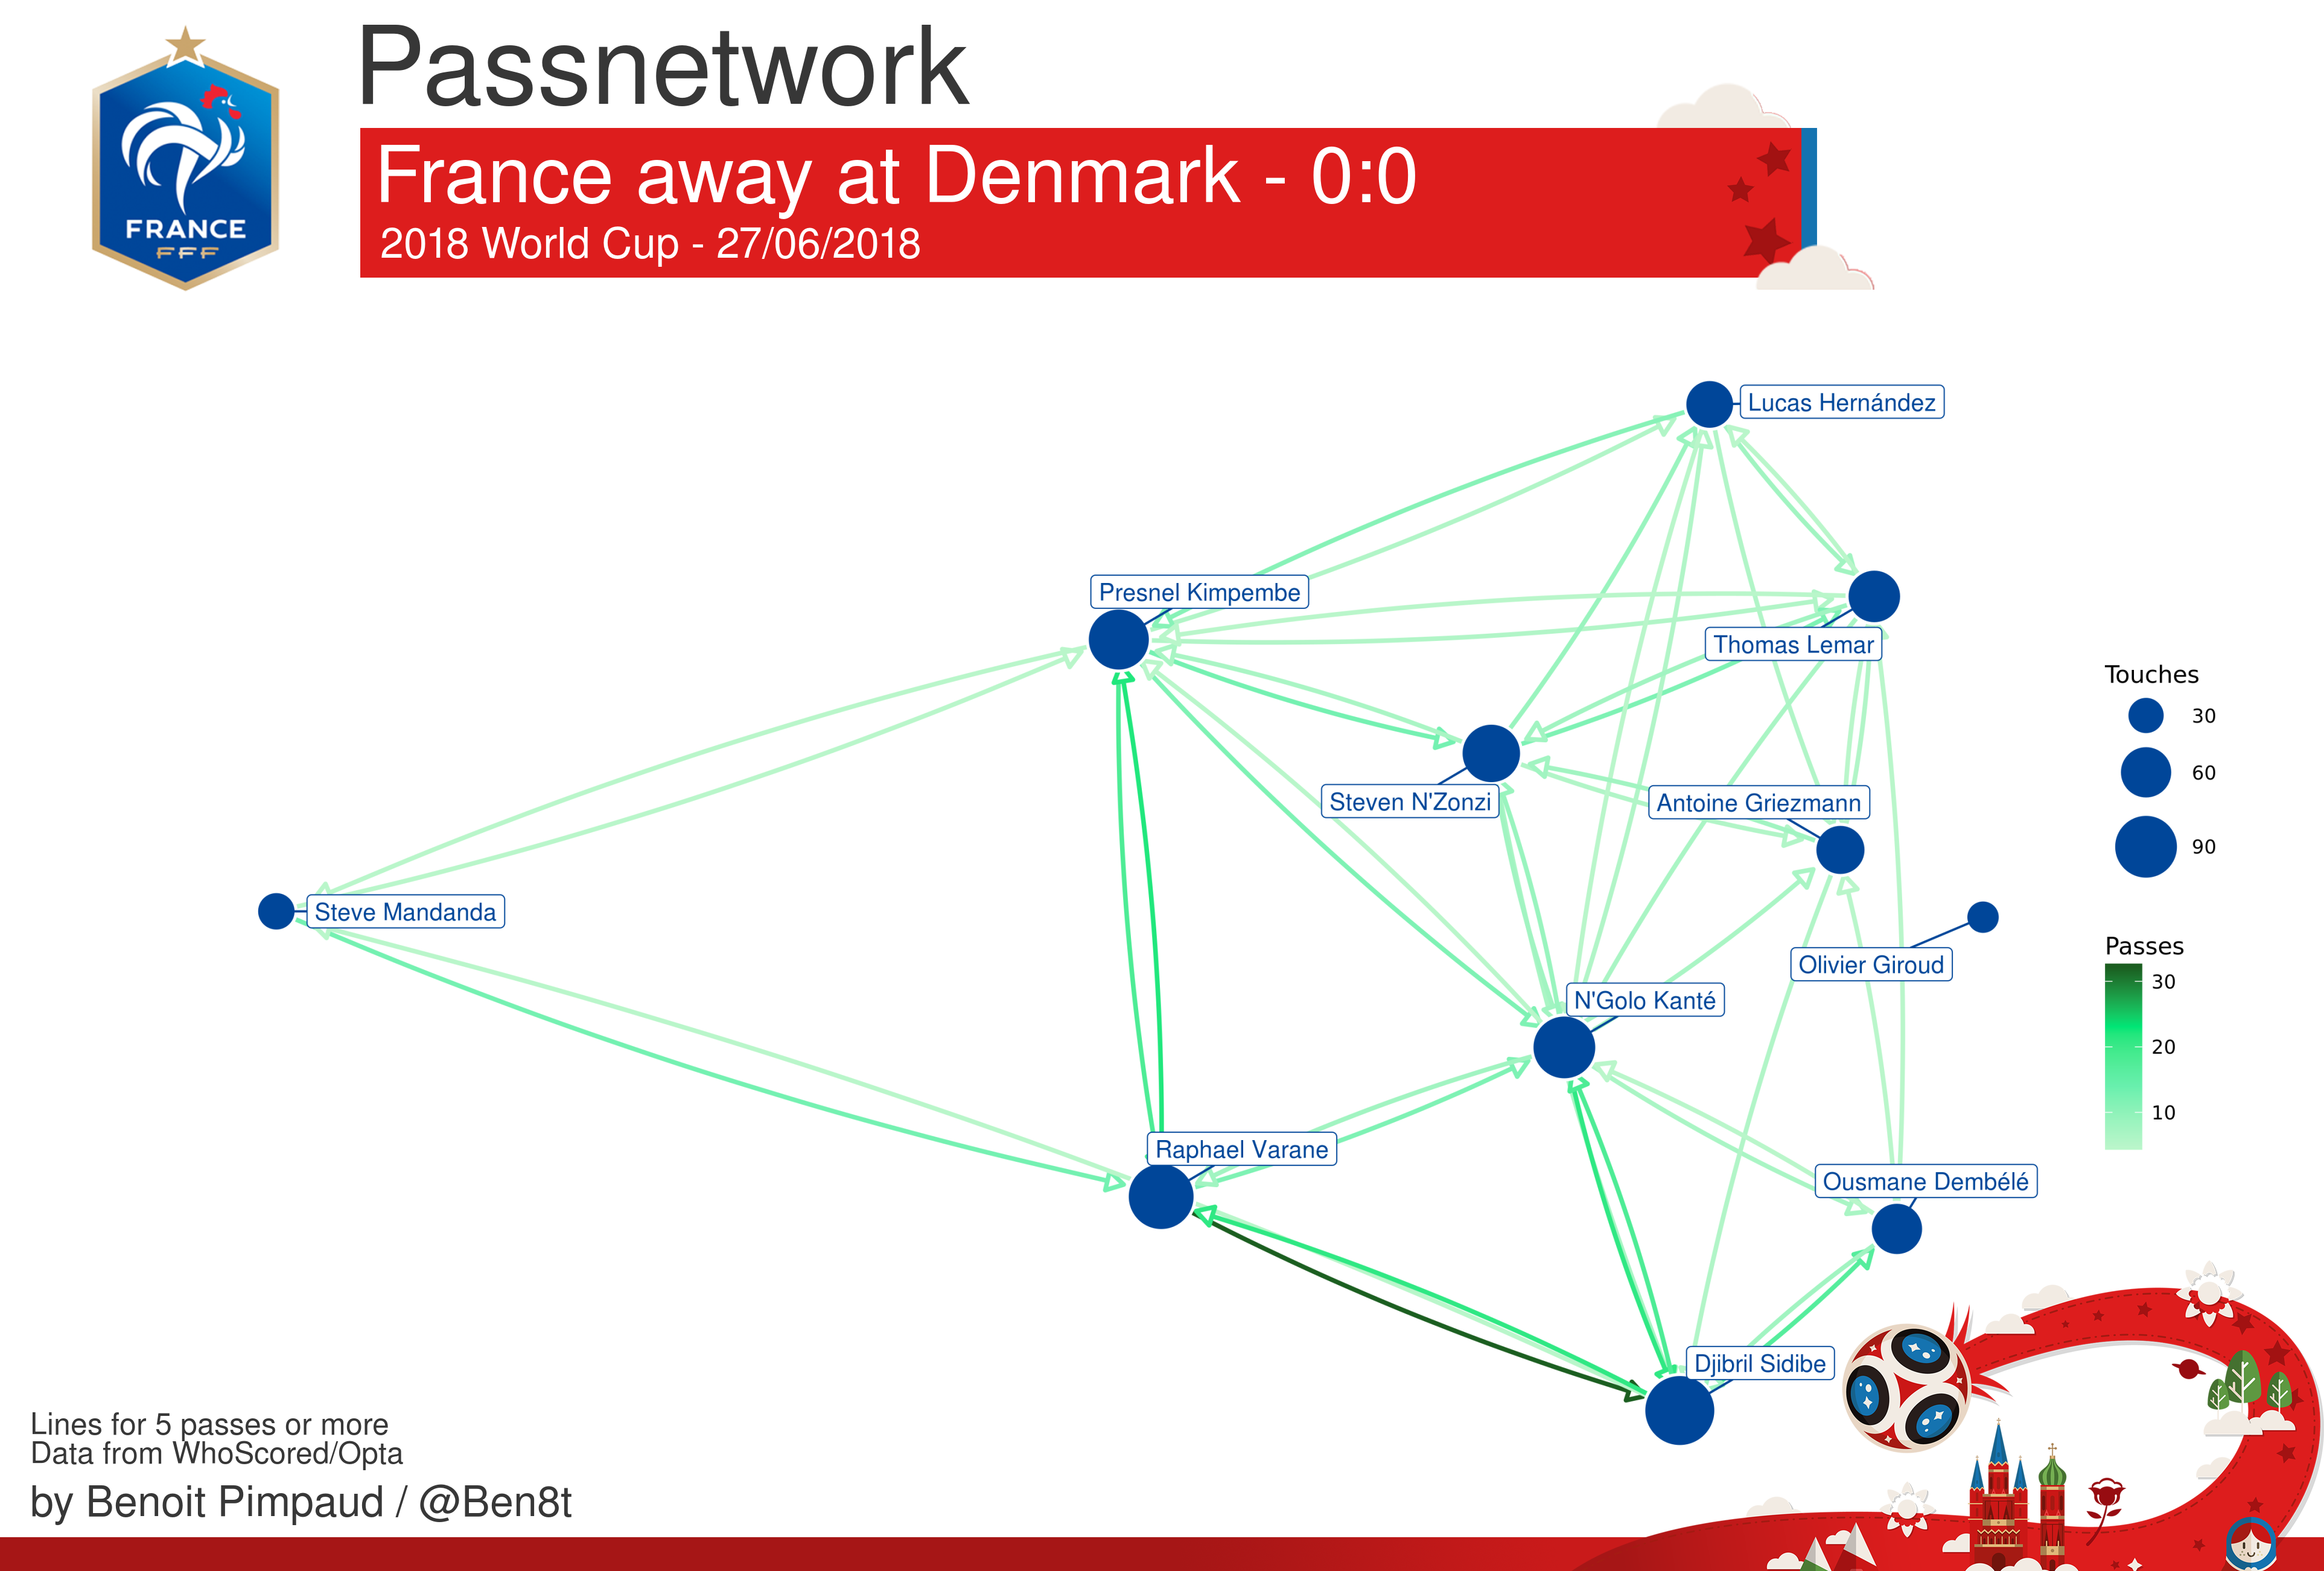 Passnetwork
France away at Denmark - 0:0
2018 World Cup - 27/06/2018
FRANCE
FFF
Lucas Hernández
Presnel Kimpembe
Thomas Lemar
Steven N'Zonzi
Antoine Griezmann
Steve Mandanda
Olivier Giroud
N'Golo Kanté
Raphael Varane
Ousmane Dembélé
Djibril Sidibe
Touches
30
60
90
Passes
30
20
10
Lines for 5 passes or more
Data from WhoScored/Opta
by Benoit Pimpaud / @Ben8t